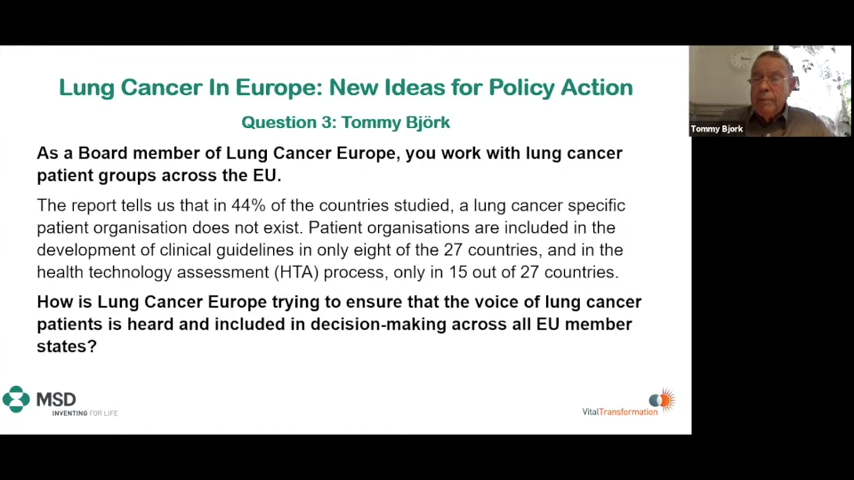 Lung Cancer In Europe: New Ideas for Policy Action
Question 3: Tommy Björk
As a Board member of Lung Cancer Europe, you work with lung cancer
patient groups across the EU.
The report tells us that in 44% of the countries studied, a lung cancer specific
patient organisation does not exist. Patient organisations are included in the
development of clinical guidelines in only eight of the 27 countries, and in the
health technology assessment (HTA) process, only in 15 out of 27 countries.
How is Lung Cancer Europe trying to ensure that the voice of lung cancer
patients is heard and included in decision-making across all EU member
states?
MSD
INVENTING FOR LIFE
VitalTransformation
Tommy Bjork